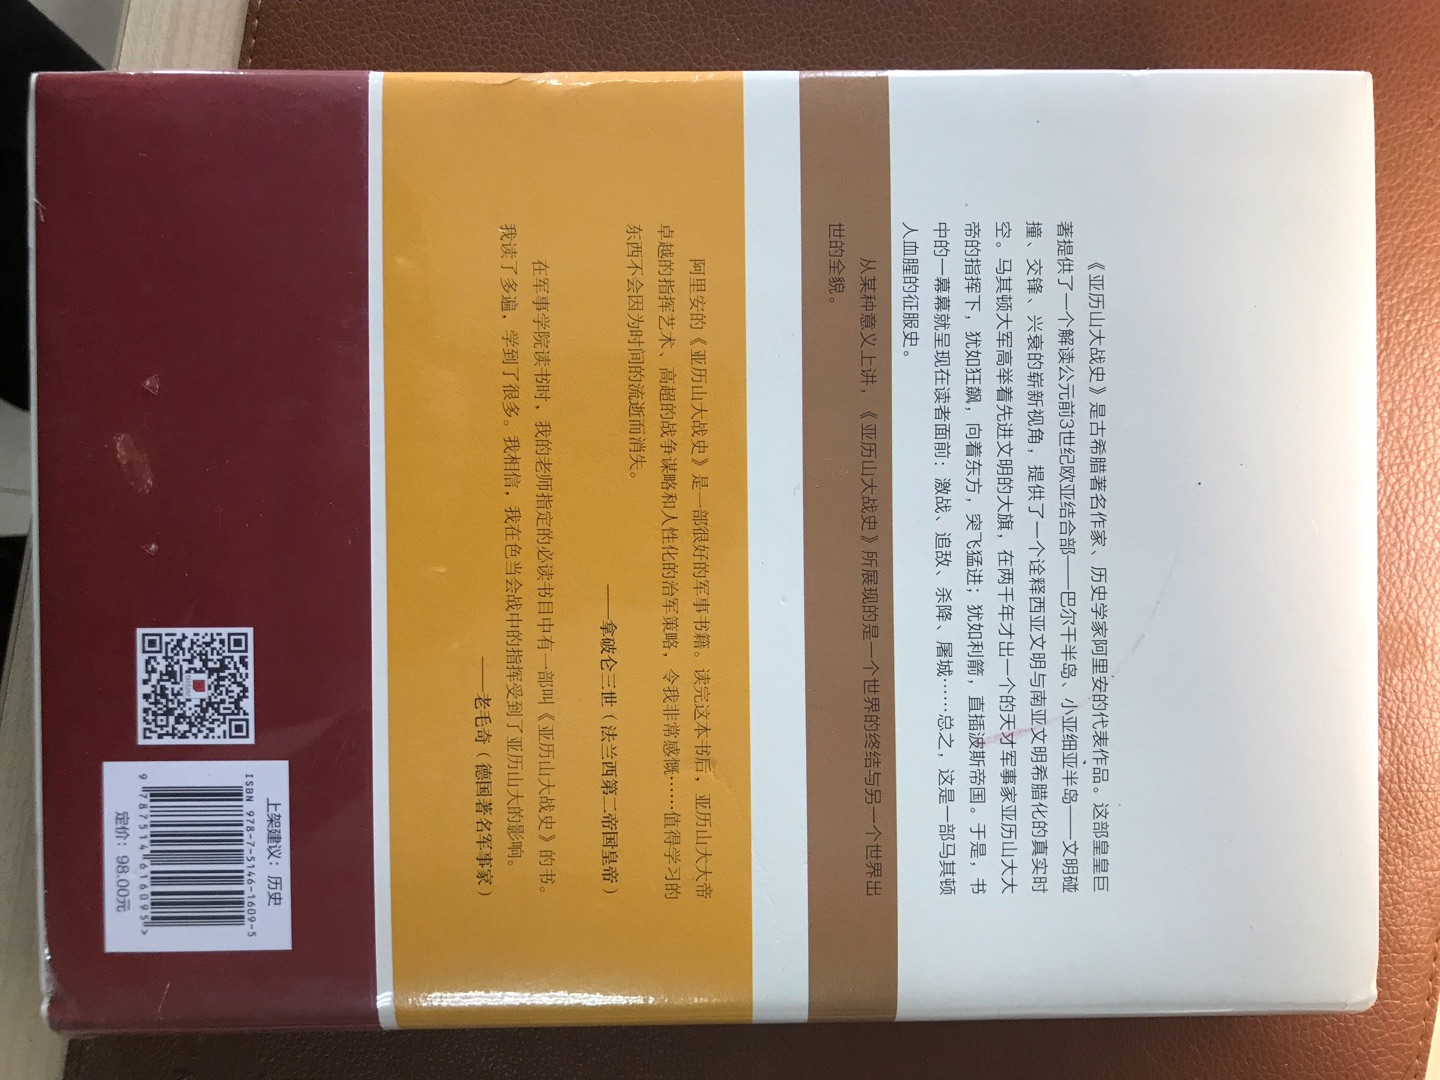 《亚历山大战史》是古希腊著名作家、历史学家阿里安的代表作品。这部皇皇巨
著提供了一个解读公元前3世纪欧亚结合部——巴尔干半岛、小亚细亚半岛——文明碰
撞、交锋、兴衰的崭新视角，提供了一个诠释西亚文明与南亚文明希腊化的真实时
空。马其顿大军高举着先进文明的大旗，在两千年才出一个的天才军事家亚历山大大
帝的指挥下，犹如狂飙，向着东方，突飞猛进；犹如利箭，直插波斯帝国。于是，书
中的一幕幕就呈现在读者面前：激战、追敌、杀降、屠城……总之，这是一部马其顿
人血腥的征服史。
从某种意义上讲，《亚历山大战史》所展现的是一个世界的终结与另一个世界出
世的全貌。
阿里安的《亚历山大战史》是一部很好的军事书籍。读完这本书后，亚历山大大帝
卓越的指挥艺术、高超的战争谋略和人性化的治军策略，令我非常感慨……值得学习的
东西不会因为时间的流逝而消失。
——拿破仑三世（法兰西第二帝国皇帝）
在军事学院读书时，我的老师指定的必读书目中有一部叫《亚历山大战史》的书。
我读了多遍，学到了很多。我相信，我在色当会战中的指挥受到了亚历山大的影响。
——老毛奇（德国著名军事家）
上架建议：历史
ISBN 978-7-5146-1609-5
9 787514 616095>
定价：98.00元